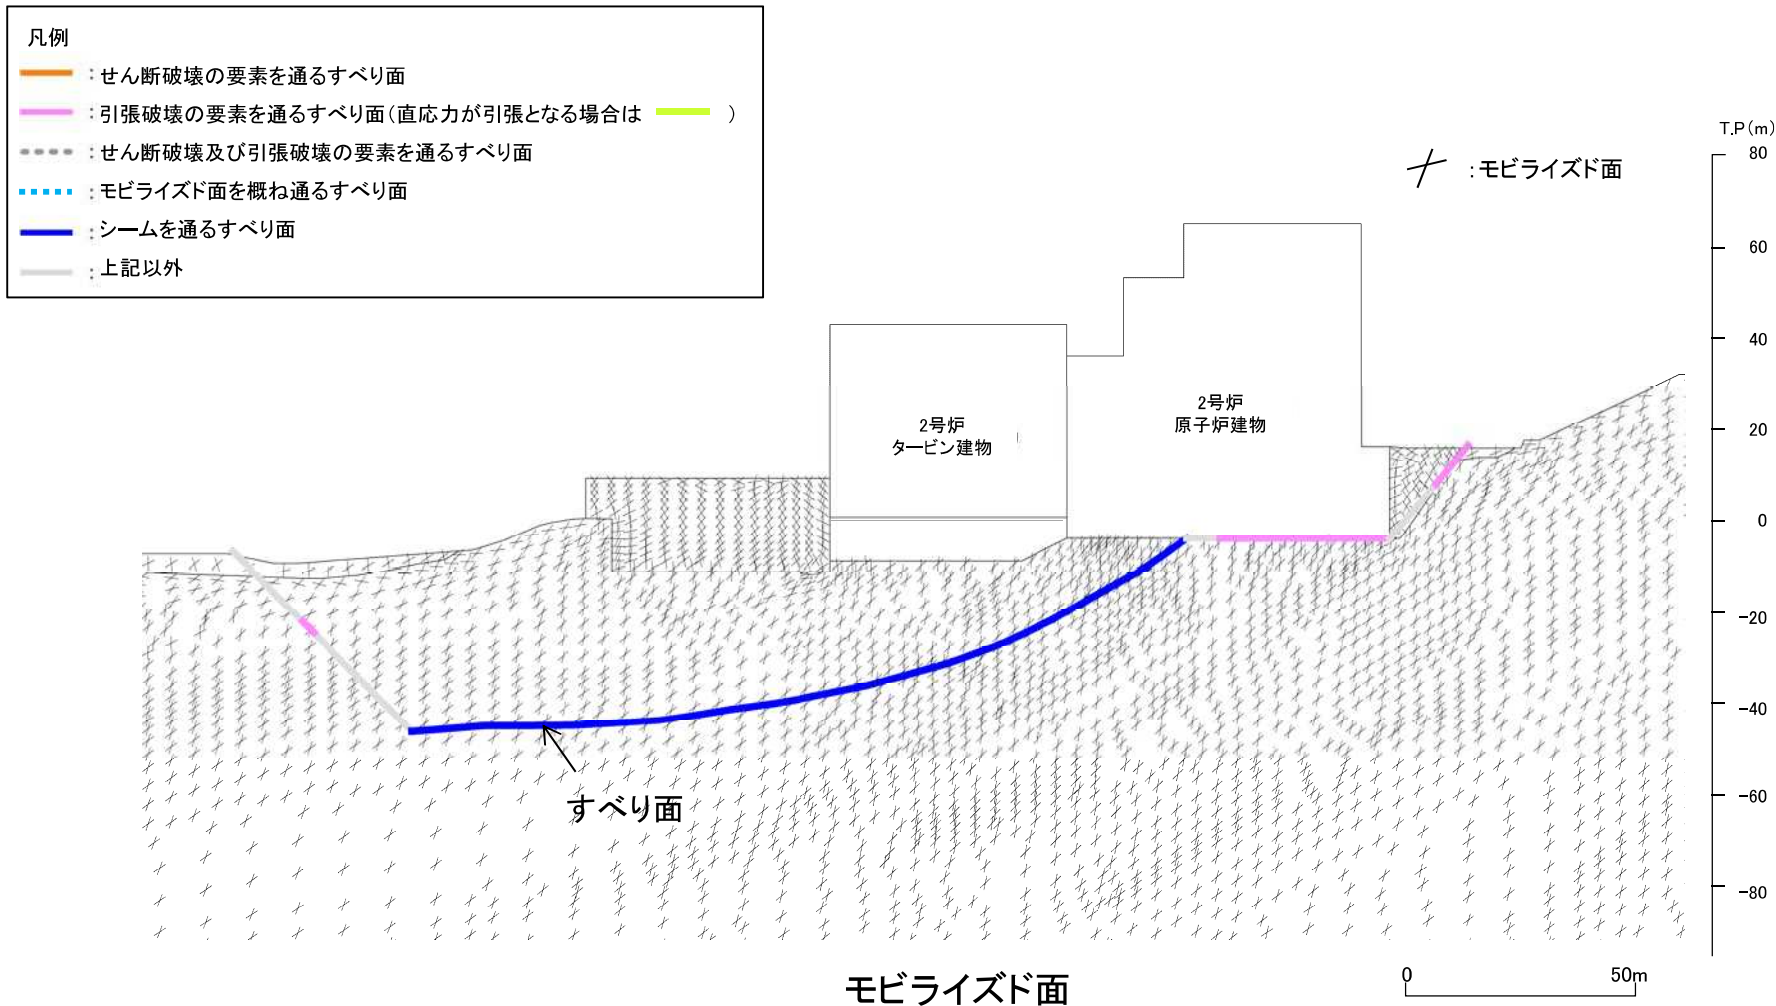 凡例
：せん断破壊の要素を通るすべり面
：引張破壊の要素を通るすべり面（直応力が引張となる場合は　　）
：せん断破壊及び引張破壊の要素を通るすべり面
：モビライズド面を概ね通るすべり面
：シームを通るすべり面
：上記以外
T.P（m）
：モビライズド面
80
60
40
20
0
−20
−40
−60
−80
2号炉
タービン建物
2号炉
原子炉建物
すべり面
モビライズド面
0 50m